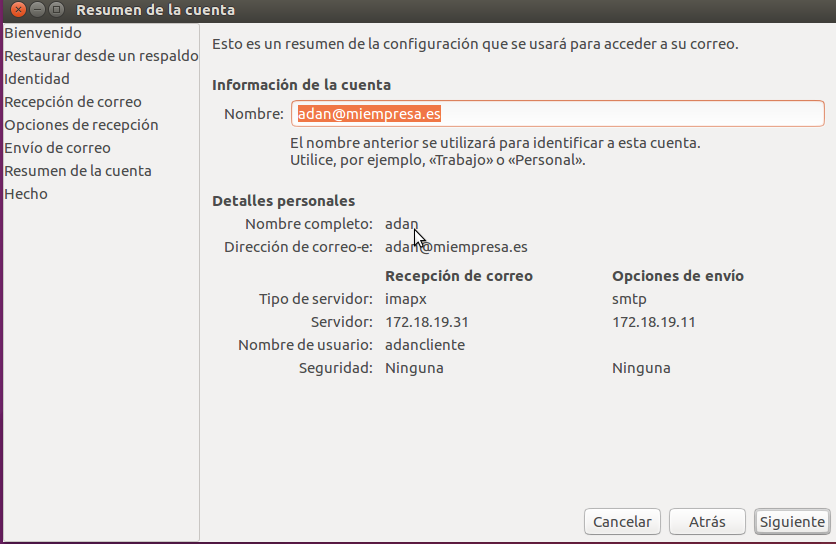 Resumen de la cuenta
Bienvenido
Restaurar desde un respaldo
Identidad
Recepción de correo
Opciones de recepción
Envío de correo
Resumen de la cuenta
Hecho
Esto es un resumen de la configuración que se usará para acceder a su correo.
Información de la cuenta
Nombre: adan@miempresa.es
El nombre anterior se utilizará para identificar a esta cuenta.
Utilice, por ejemplo, «Trabajo» o «Personal».
Detalles personales
Nombre completo: adan
Dirección de correo-e: adan@miempresa.es
Recepción de correo Opciones de envío
Tipo de servidor: imapx smtp
Servidor: 172.18.19.31 172.18.19.11
Nombre de usuario: adancliente
Seguridad: Ninguna Ninguna
Cancelar Atrás Siguiente